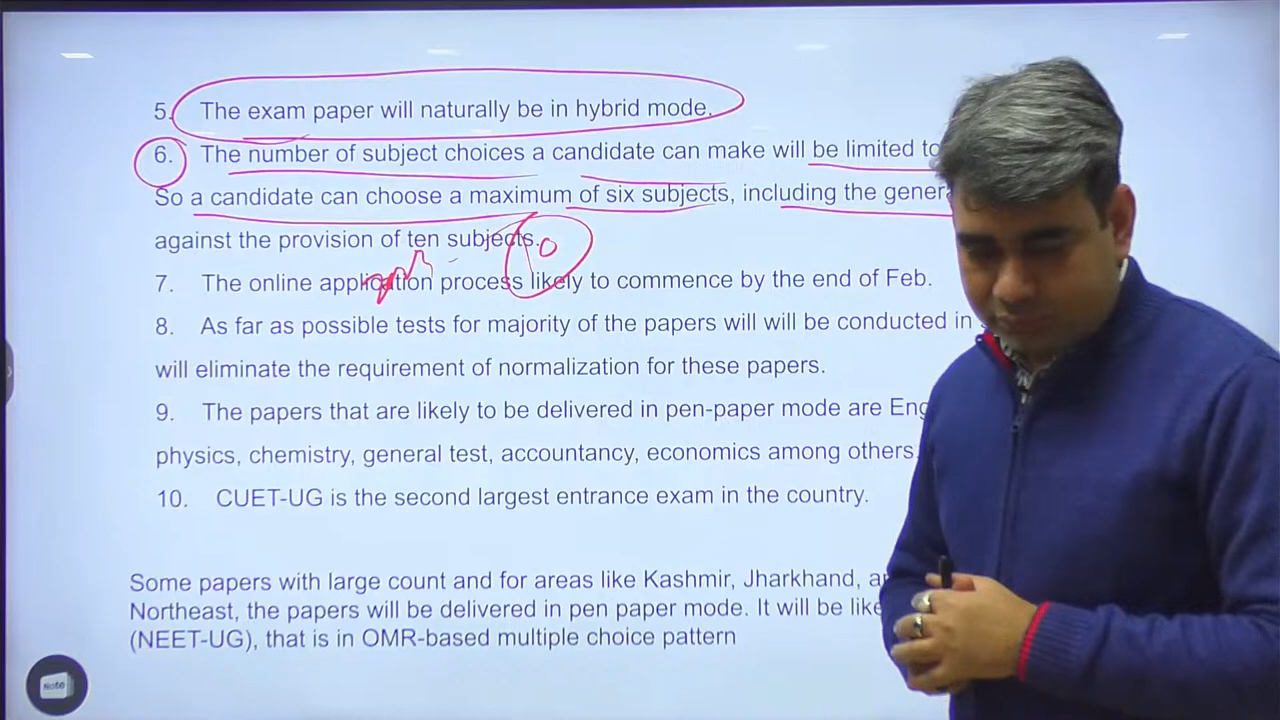 5. The exam paper will naturally be in hybrid mode.
6. The number of subject choices a candidate can make will be limited to
So a candidate can choose a maximum of six subjects, including the
against the provision of ten subjects.
7. The online application process likely to commence by the end of Feb.
8. As far as possible tests for majority of the papers will will be conducted in
will eliminate the requirement of normalization for these papers.
9. The papers that are likely to be delivered in pen-paper mode are
physics, chemistry, general test, accountancy, economics among others.
10. CUET-UG is the second largest entrance exam in the country.
Some papers with large count and for areas like Kashmir, Jharkhand,
Northeast, the papers will be delivered in pen paper mode. It will be
(NEET-UG), that is in OMR-based multiple choice pattern
Note